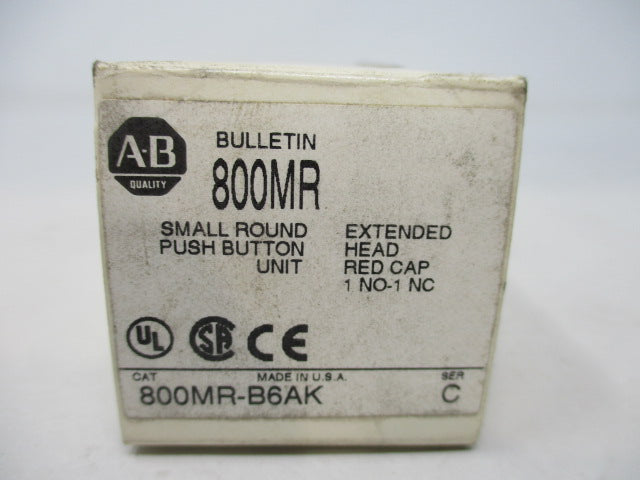 A-B
QUALITY
BULLETIN
800MR
SMALL ROUND
PUSH BUTTON
UNIT
EXTENDED
HEAD
RED CAP
1 NO-1 NC
UL
SA
CE
CAT
MADE IN U.S.A.
SER
800MR-B6AK
C